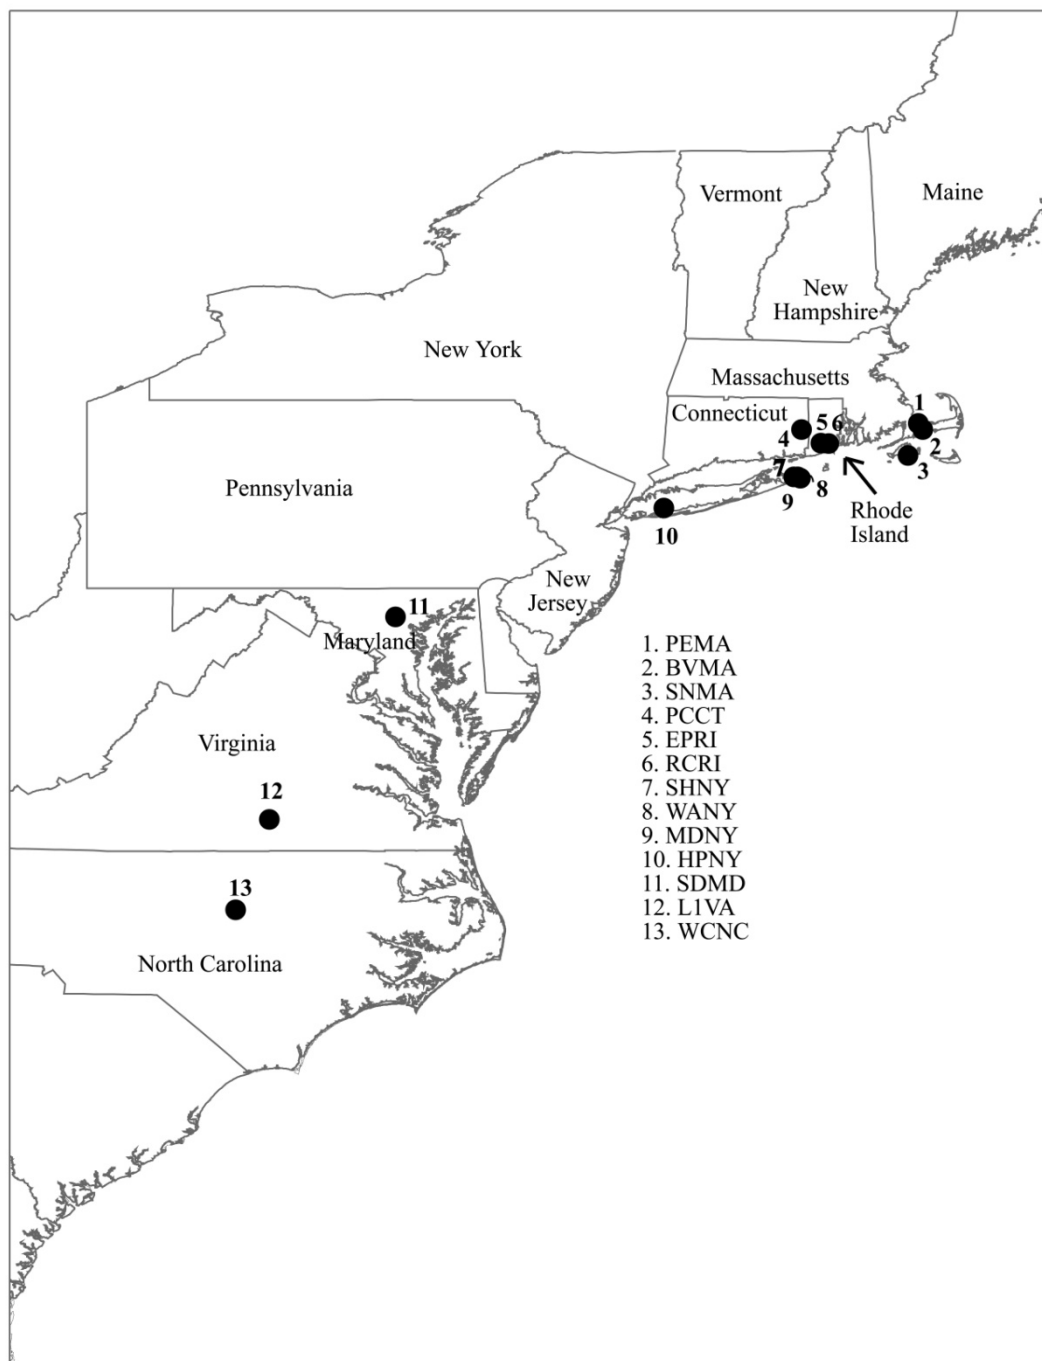 Vermont
Maine
New
Hampshire
New York
Massachusetts
Connecticut
1
2
3
4
5
6
7
8
9
10
Rhode
Island
Pennsylvania
New
Jersey
11
Maryland
Virginia
12
13
North Carolina
1. PEMA
2. BVMA
3. SNMA
4. PCCT
5. EPRI
6. RCRI
7. SHNY
8. WANY
9. MDNY
10. HPNY
11. SDMD
12. L1VA
13. WCNC